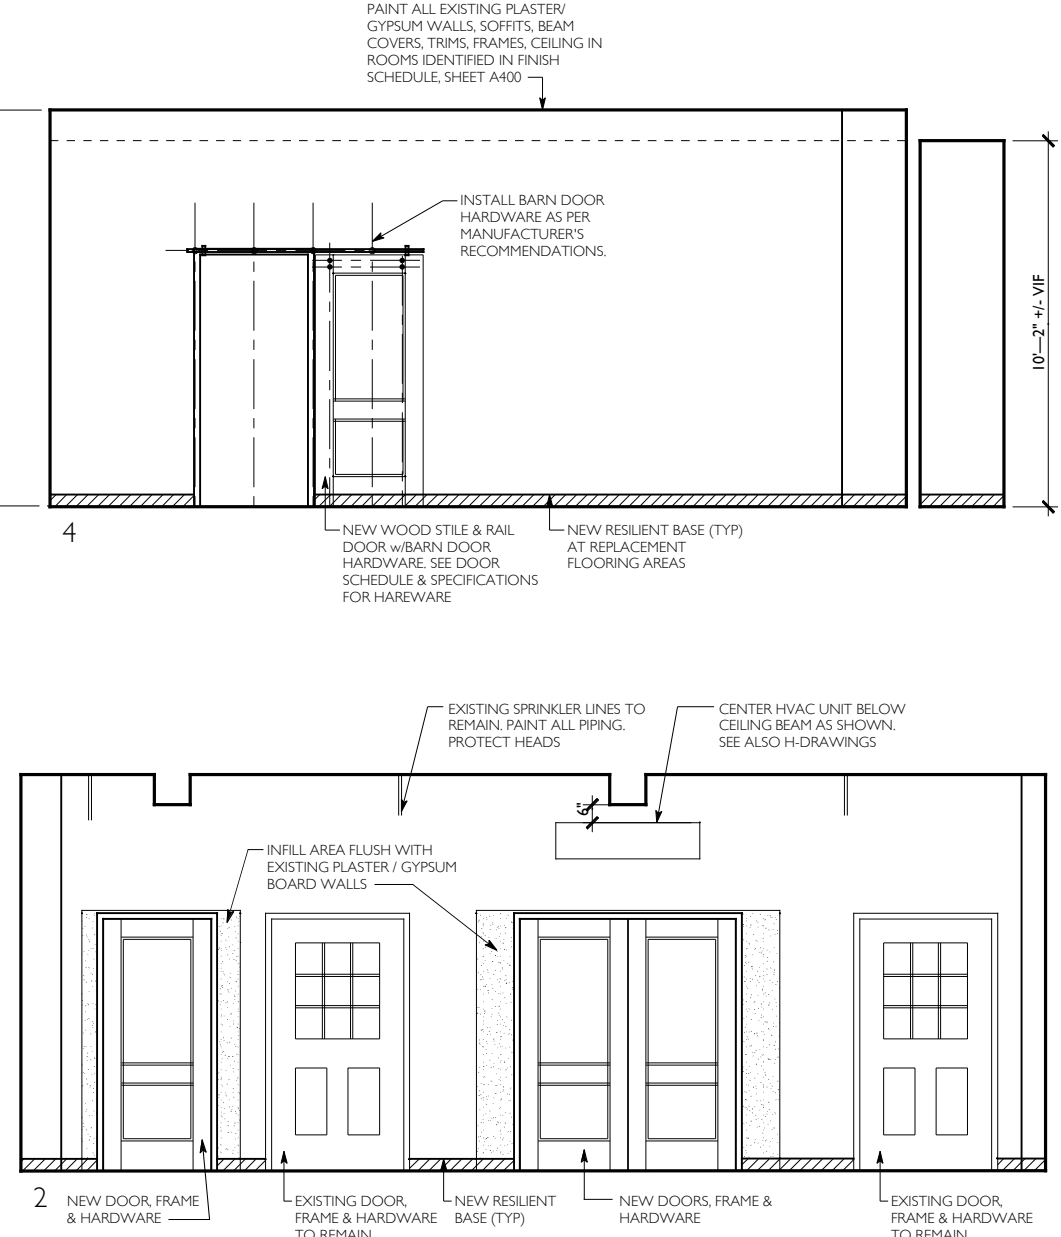 PAINT ALL EXISTING PLASTER/
GYPSUM WALLS, SOFFITS, BEAM
COVERS, TRIMS, FRAMES, CEILING IN
ROOMS IDENTIFIED IN FINISH
SCHEDULE, SHEET A400
INSTALL BARN DOOR
HARDWARE AS PER
MANUFACTURER'S
RECOMMENDATIONS.
10'—2" +/- VIF
4
NEW WOOD STILE & RAIL
DOOR w/BARN DOOR
HARDWARE. SEE DOOR
SCHEDULE & SPECIFICATIONS
FOR HAREWARE
NEW RESILIENT BASE (TYP)
AT REPLACEMENT
FLOORING AREAS
EXISTING SPRINKLER LINES TO
REMAIN. PAINT ALL PIPING.
PROTECT HEADS
CENTER HVAC UNIT BELOW
CEILING BEAM AS SHOWN.
SEE ALSO H-DRAWINGS
6"
INFILL AREA FLUSH WITH
EXISTING PLASTER / GYPSUM
BOARD WALLS
2
NEW DOOR, FRAME
& HARDWARE
EXISTING DOOR,
FRAME & HARDWARE
TO REMAIN
NEW RESILIENT
BASE (TYP)
NEW DOORS, FRAME &
HARDWARE
EXISTING DOOR,
FRAME & HARDWARE
TO REMAIN